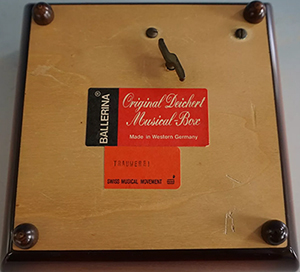 BALLERINA
Original Deichert
Musical-Box
Made in Western Germany
SWISS MUSICAL MOVEMENT